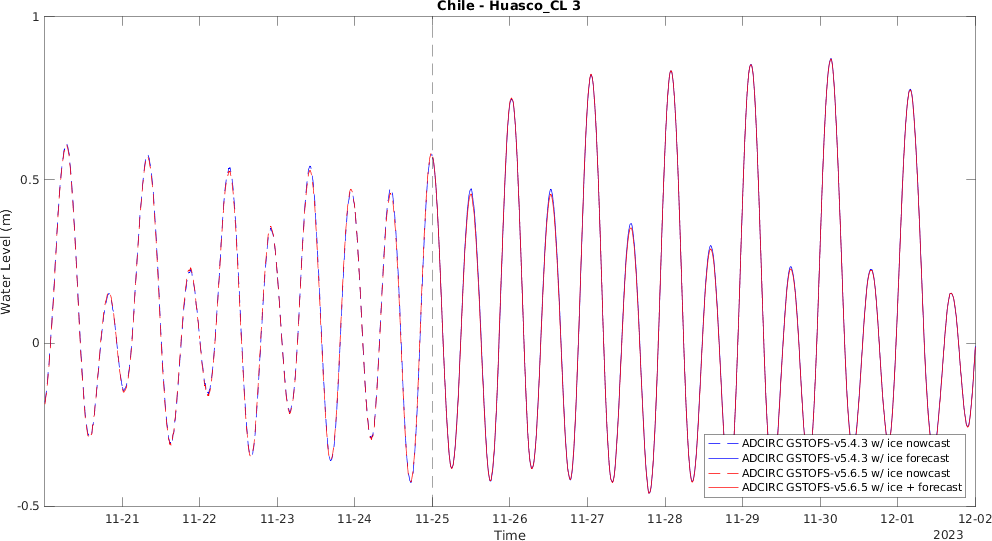 Chile - Huasco_CL 3
1
0.5
0
-0.5
Water Level (m)
ADCIRC GSTOFS-v5.4.3 w/ ice nowcast
ADCIRC GSTOFS-v5.4.3 w/ ice forecast
ADCIRC GSTOFS-v5.6.5 w/ ice nowcast
ADCIRC GSTOFS-v5.6.5 w/ ice + forecast
11-21 11-22 11-23 11-24 11-25 11-26 11-27 11-28 11-29 11-30 12-01 12-02
Time
2023